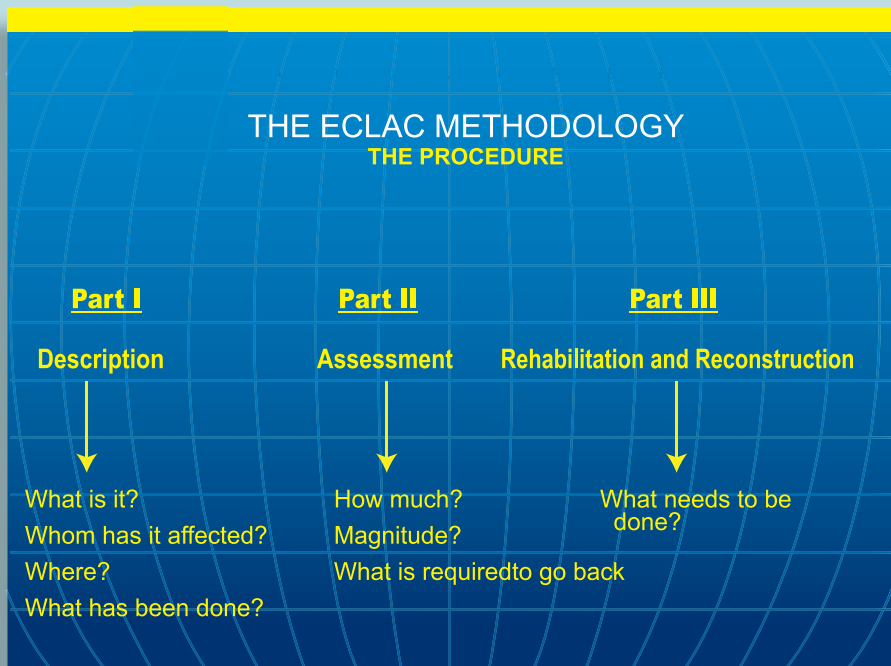 THE ECLAC METHODOLOGY
THE PROCEDURE
Part I
Description
What is it?
Whom has it affected?
Where?
What has been done?
Part II
Assessment
How much?
Magnitude?
What is requiredto go back
Part III
Rehabilitation and Reconstruction
What needs to be
done?